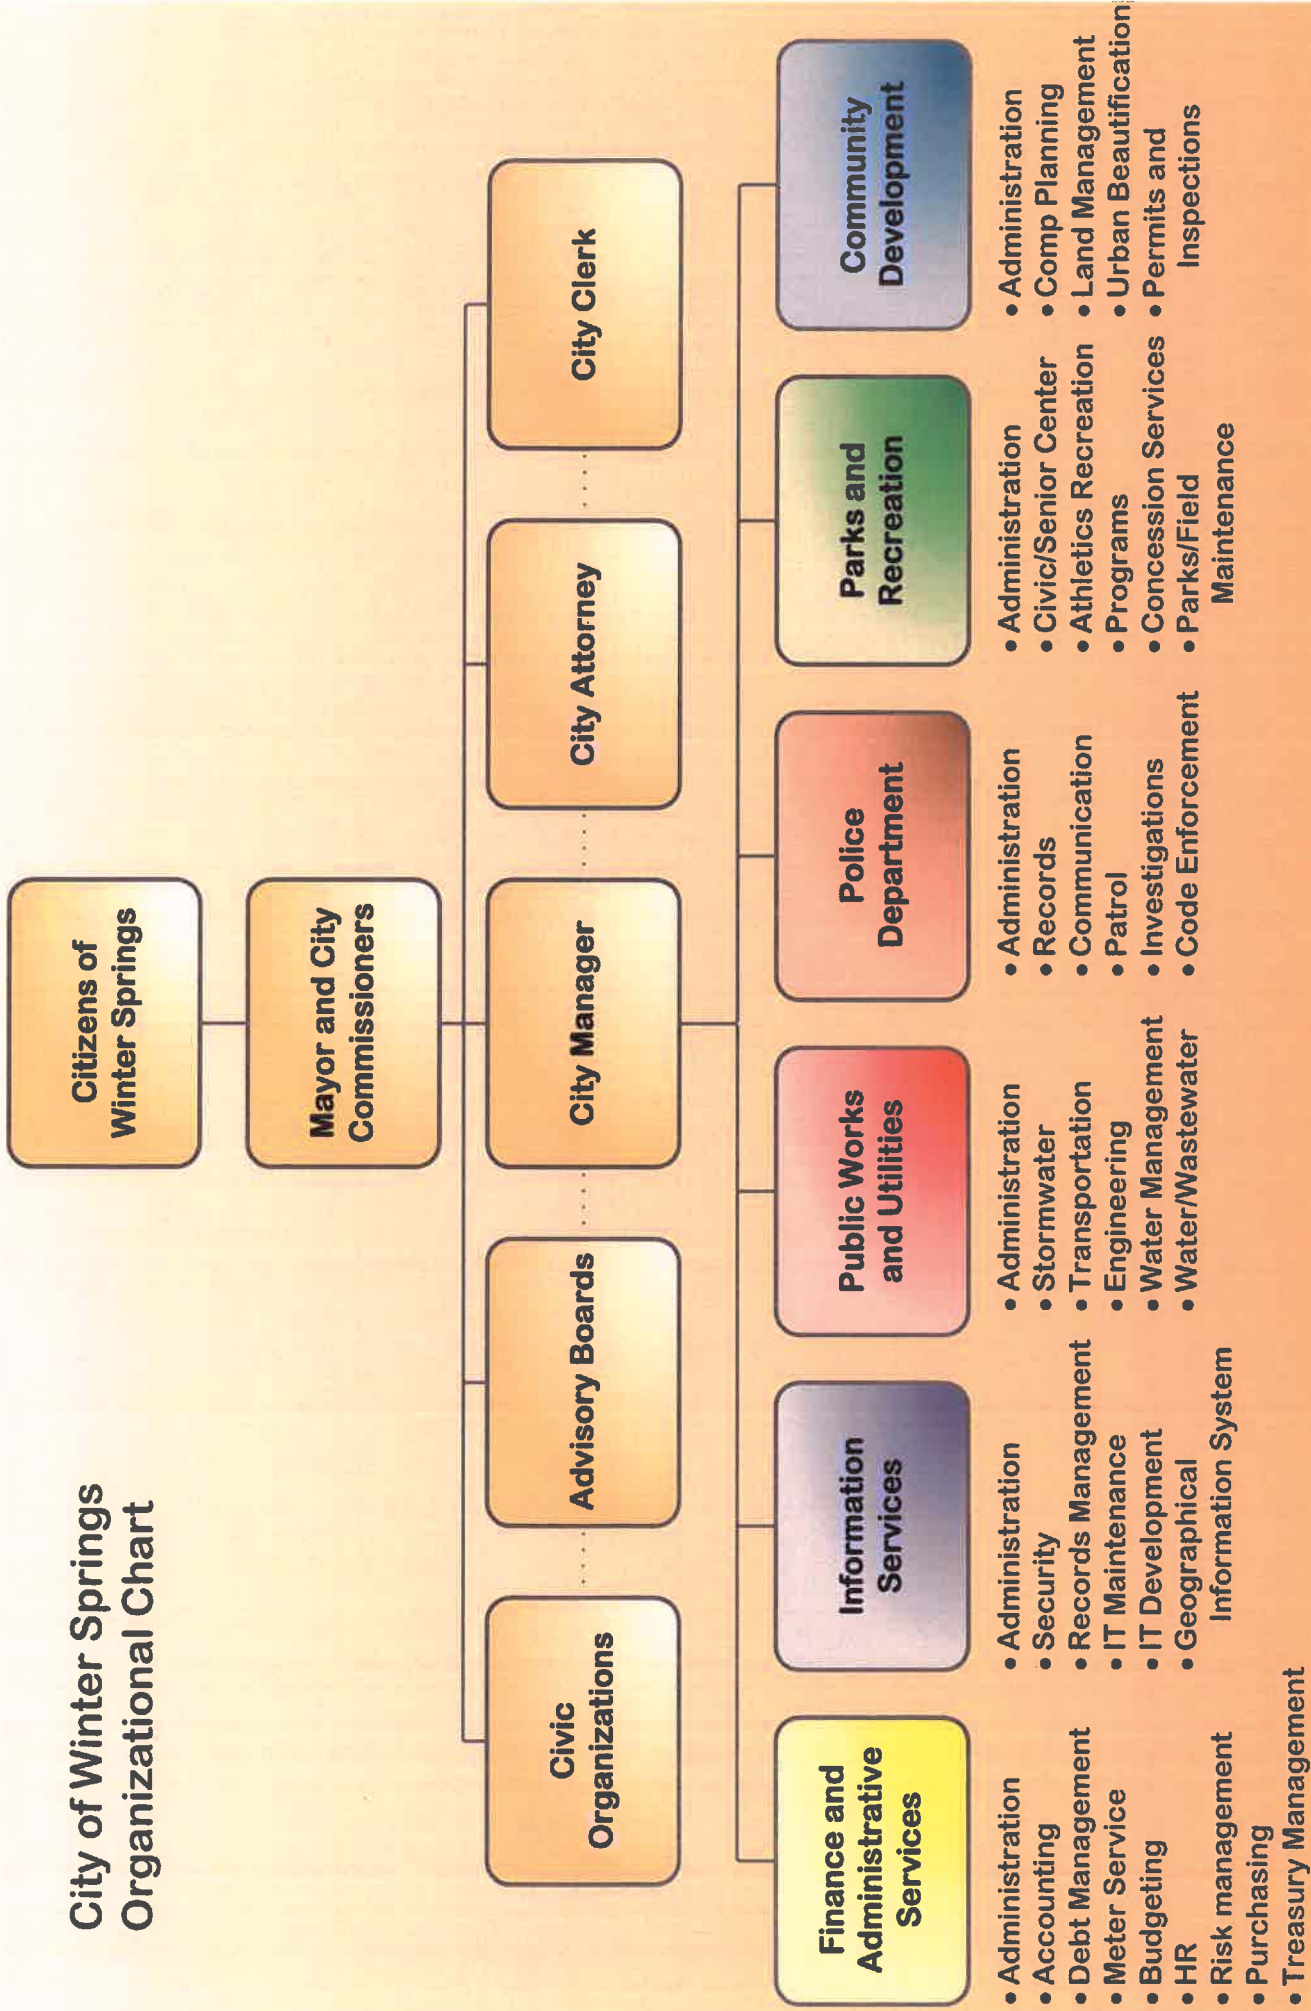 City of Winter Springs
Organizational Chart
Citizens of
Winter Springs
Mayor and City
Commissioners
Civic
Organizations
Advisory Boards
City Manager
City Attorney
City Clerk
Finance and
Administrative
Services
• Administration
• Accounting
• Debt Management
• Meter Service
• Budgeting
• HR
• Risk management
• Purchasing
• Treasury Management
Information
Services
• Administration
• Security
• Records Management
• IT Maintenance
• IT Development
• Geographical
Information System
Public Works
and Utilities
• Administration
• Stormwater
• Transportation
• Engineering
• Water Management
• Water/Wastewater
Police
Department
• Administration
• Records
• Communication
• Patrol
• Investigations
• Code Enforcement
Parks and
Recreation
• Administration
• Civic/Senior Center
• Athletics Recreation
• Programs
• Concession Services
• Parks/Field
Maintenance
Community
Development
• Administration
• Comp Planning
• Land Management
• Urban Beautification
• Permits and
Inspections